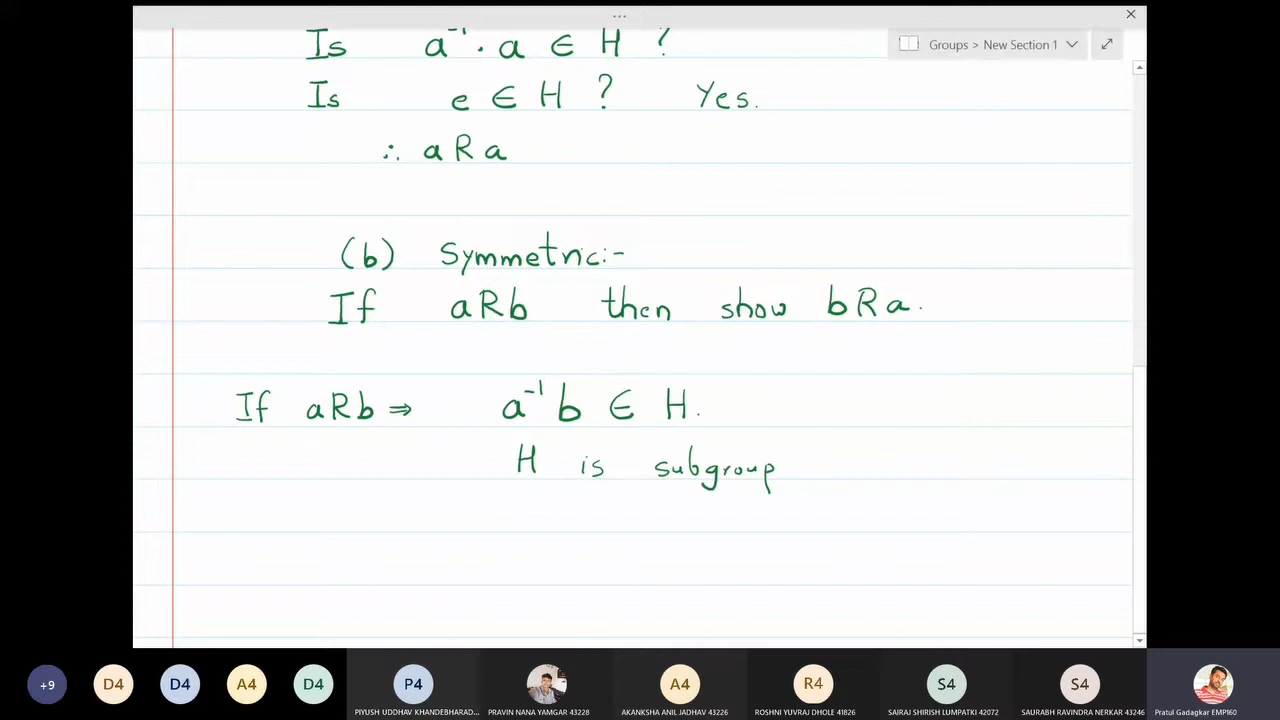 Is a⁻¹ . a ∈ H ?
Groups > New Section 1
Is e ∈ H ? Yes.
∴ aRa
(b) Symmetric:-
If aRb then show bRa.
If aRb ⇒ a⁻¹ b ∈ H.
H is subgroup
+9 D4 D4 A4 D4 P4 A4 R4 S4 S4
PIYUSH UDDHAV KHANDEBHARAD... PRAVIN NANA YAMGAR 43228 AKANKSHA ANIL JADHAV 43226 ROSHNI YUVRAJ DHOLE 41826 SAIRAJ SHIRISH LUMPATKI 42072 SAURABH RAVINDRA NERKAR 43246 Pratul Gadagkar EMP160